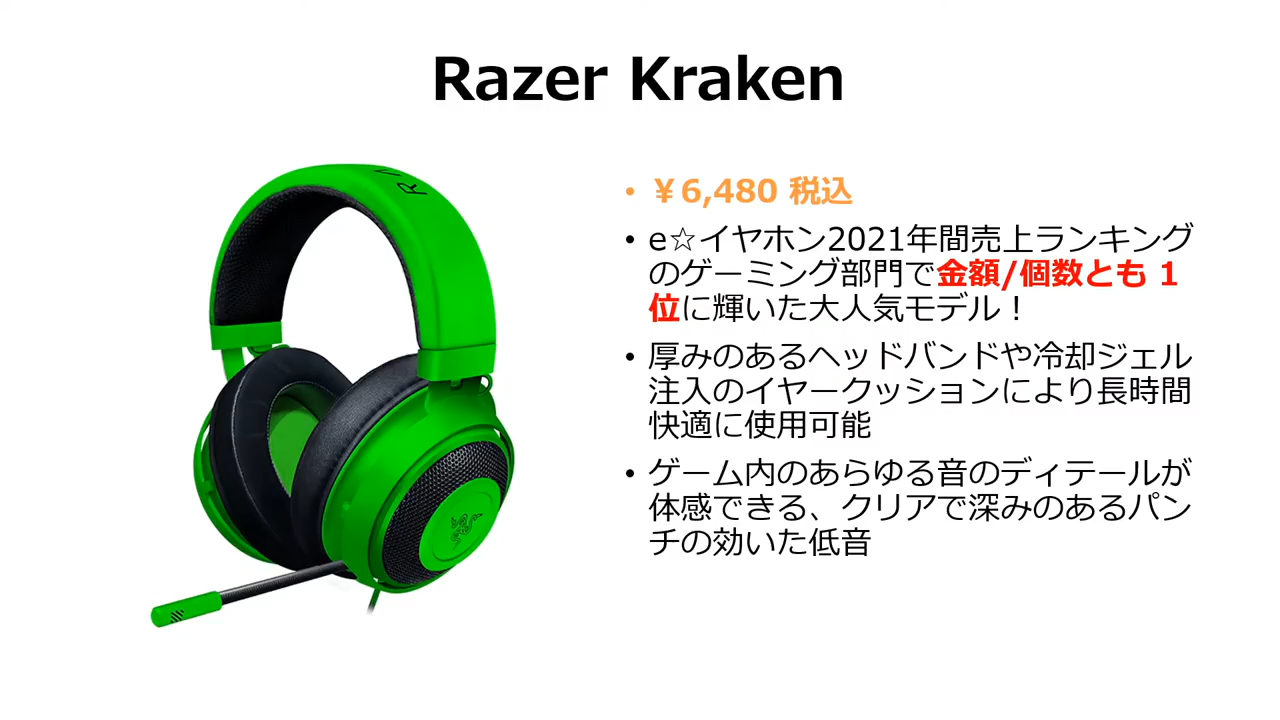 Razer Kraken
• ￥6,480 税込
• e☆イヤホン2021年間売上ランキング
のゲーミング部門で金額/個数とも 1
位に輝いた大人気モデル！
• 厚みのあるヘッドバンドや冷却ジェル
注入のイヤークッションにより長時間
快適に使用可能
• ゲーム内のあらゆる音のディテールが
体感できる、クリアで深みのあるパン
チの効いた低音